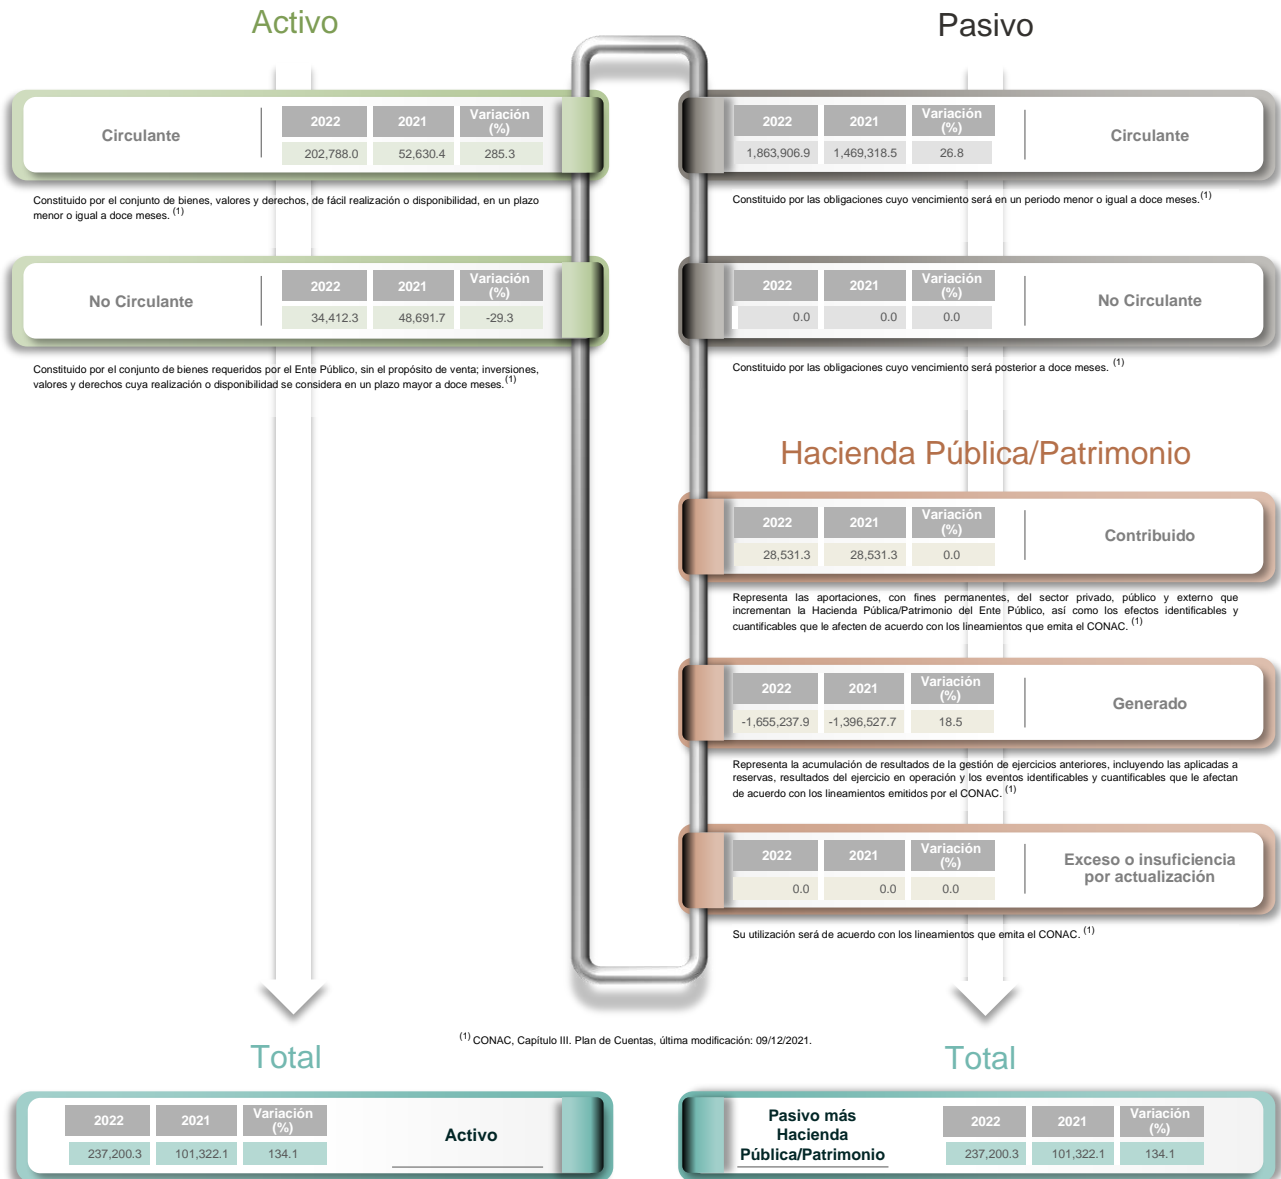 Activo
Circulante
2022 2021 Variación (%)
202,788.0 52,630.4 285.3
Constituido por el conjunto de bienes, valores y derechos, de fácil realización o disponibilidad, en un plazo
menor o igual a doce meses. (1)
No Circulante
2022 2021 Variación (%)
34,412.3 48,691.7 -29.3
Constituido por el conjunto de bienes requeridos por el Ente Público, sin el propósito de venta; inversiones,
valores y derechos cuya realización o disponibilidad se considera en un plazo mayor a doce meses. (1)
Pasivo
2022 2021 Variación (%)
1,863,906.9 1,469,318.5 26.8
Circulante
Constituido por las obligaciones cuyo vencimiento será en un periodo menor o igual a doce meses. (1)
2022 2021 Variación (%)
0.0 0.0 0.0
No Circulante
Constituido por las obligaciones cuyo vencimiento será posterior a doce meses. (1)
Hacienda Pública/Patrimonio
2022 2021 Variación (%)
28,531.3 28,531.3 0.0
Contribuido
Representa las aportaciones, con fines permanentes, del sector privado, público y externo que
incrementan la Hacienda Pública/Patrimonio del Ente Público, así como los efectos identificables y
cuantificables que le afecten de acuerdo con los lineamientos que emita el CONAC. (1)
2022 2021 Variación (%)
-1,655,237.9 -1,396,527.7 18.5
Generado
Representa la acumulación de resultados de la gestión de ejercicios anteriores, incluyendo las aplicadas a
reservas, resultados del ejercicio en operación y los eventos identificables y cuantificables que le afectan
de acuerdo con los lineamientos emitidos por el CONAC. (1)
2022 2021 Variación (%)
0.0 0.0 0.0
Exceso o insuficiencia
por actualización
Su utilización será de acuerdo con los lineamientos que emita el CONAC. (1)
(1) CONAC, Capítulo III. Plan de Cuentas, última modificación: 09/12/2021.
Total
2022 2021 Variación (%)
237,200.3 101,322.1 134.1
Activo
Total
Pasivo más
Hacienda
Pública/Patrimonio
2022 2021 Variación (%)
237,200.3 101,322.1 134.1